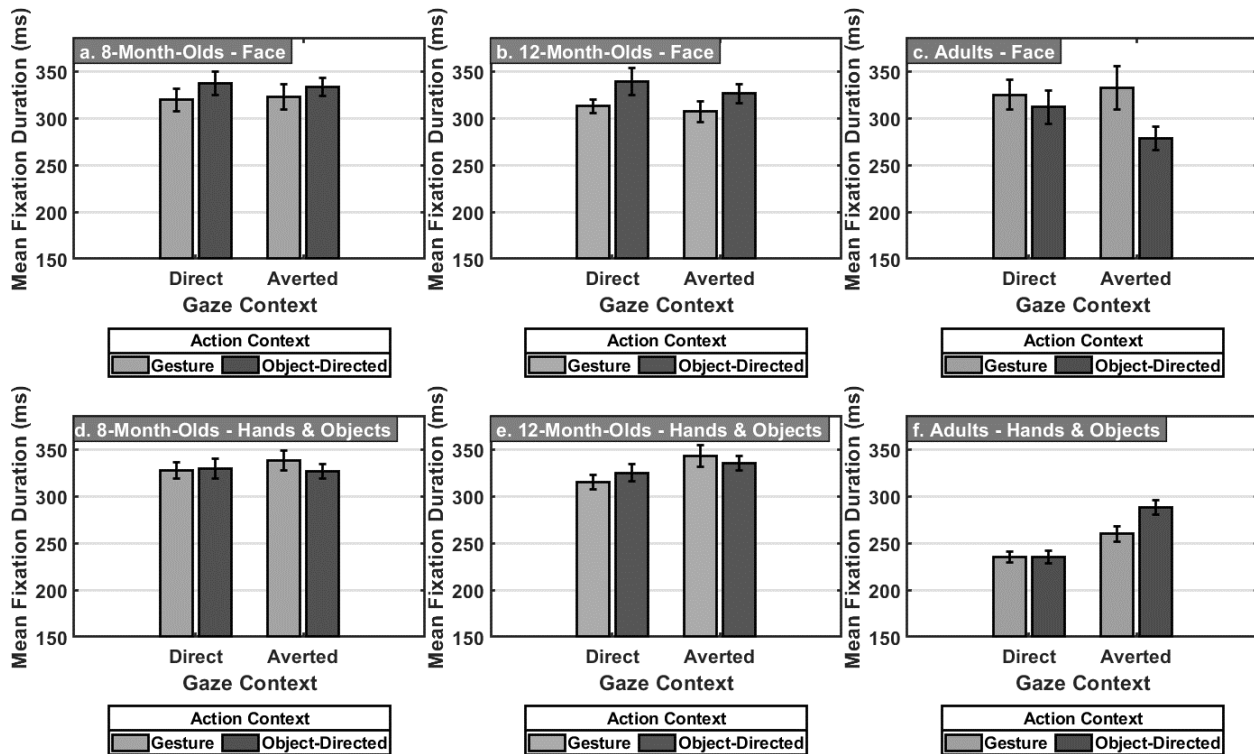 a. 8-Month-Olds - Face
Mean Fixation Duration (ms)
350
300
250
200
150
Direct Averted
Gaze Context
Action Context
Gesture Object-Directed
b. 12-Month-Olds - Face
Mean Fixation Duration (ms)
350
300
250
200
150
Direct Averted
Gaze Context
Action Context
Gesture Object-Directed
c. Adults - Face
Mean Fixation Duration (ms)
350
300
250
200
150
Direct Averted
Gaze Context
Action Context
Gesture Object-Directed
d. 8-Month-Olds - Hands & Objects
Mean Fixation Duration (ms)
350
300
250
200
150
Direct Averted
Gaze Context
Action Context
Gesture Object-Directed
e. 12-Month-Olds - Hands & Objects
Mean Fixation Duration (ms)
350
300
250
200
150
Direct Averted
Gaze Context
Action Context
Gesture Object-Directed
f. Adults - Hands & Objects
Mean Fixation Duration (ms)
350
300
250
200
150
Direct Averted
Gaze Context
Action Context
Gesture Object-Directed